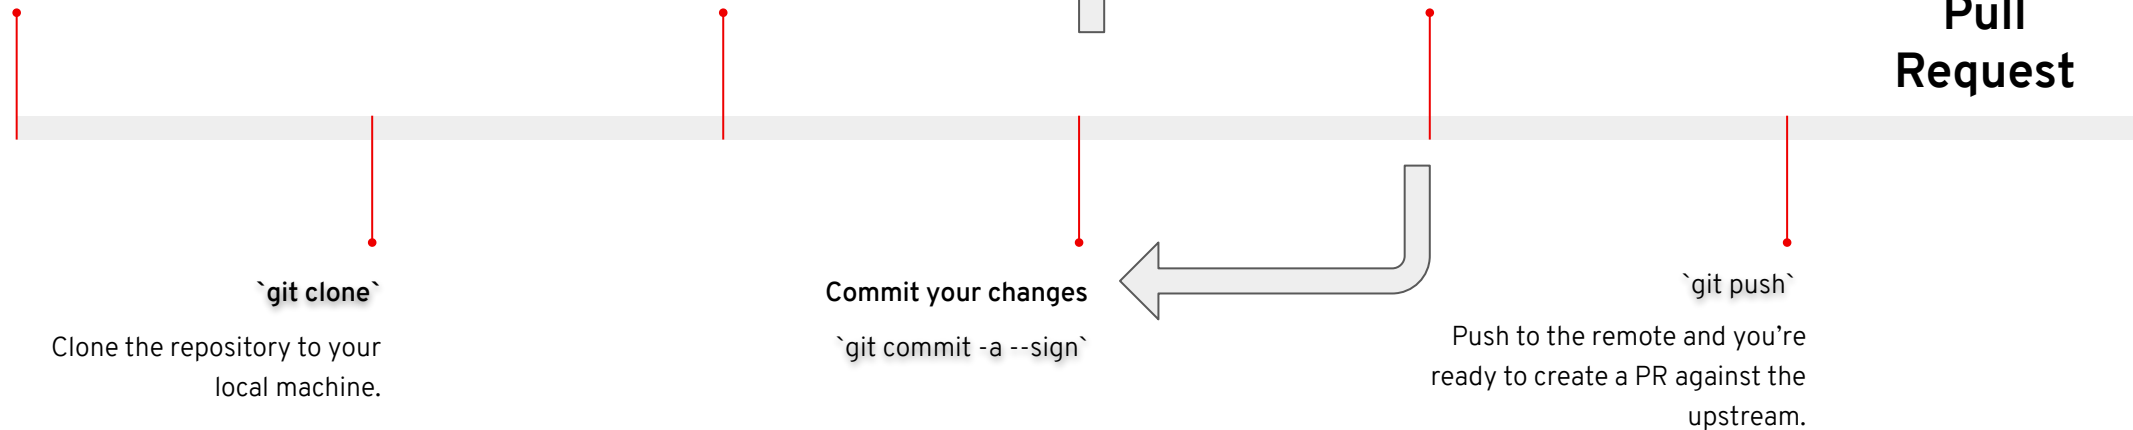 Pull
Request
`git clone`
Clone the repository to your
local machine.
Commit your changes
`git commit -a --sign`
`git push`
Push to the remote and you’re
ready to create a PR against the
upstream.